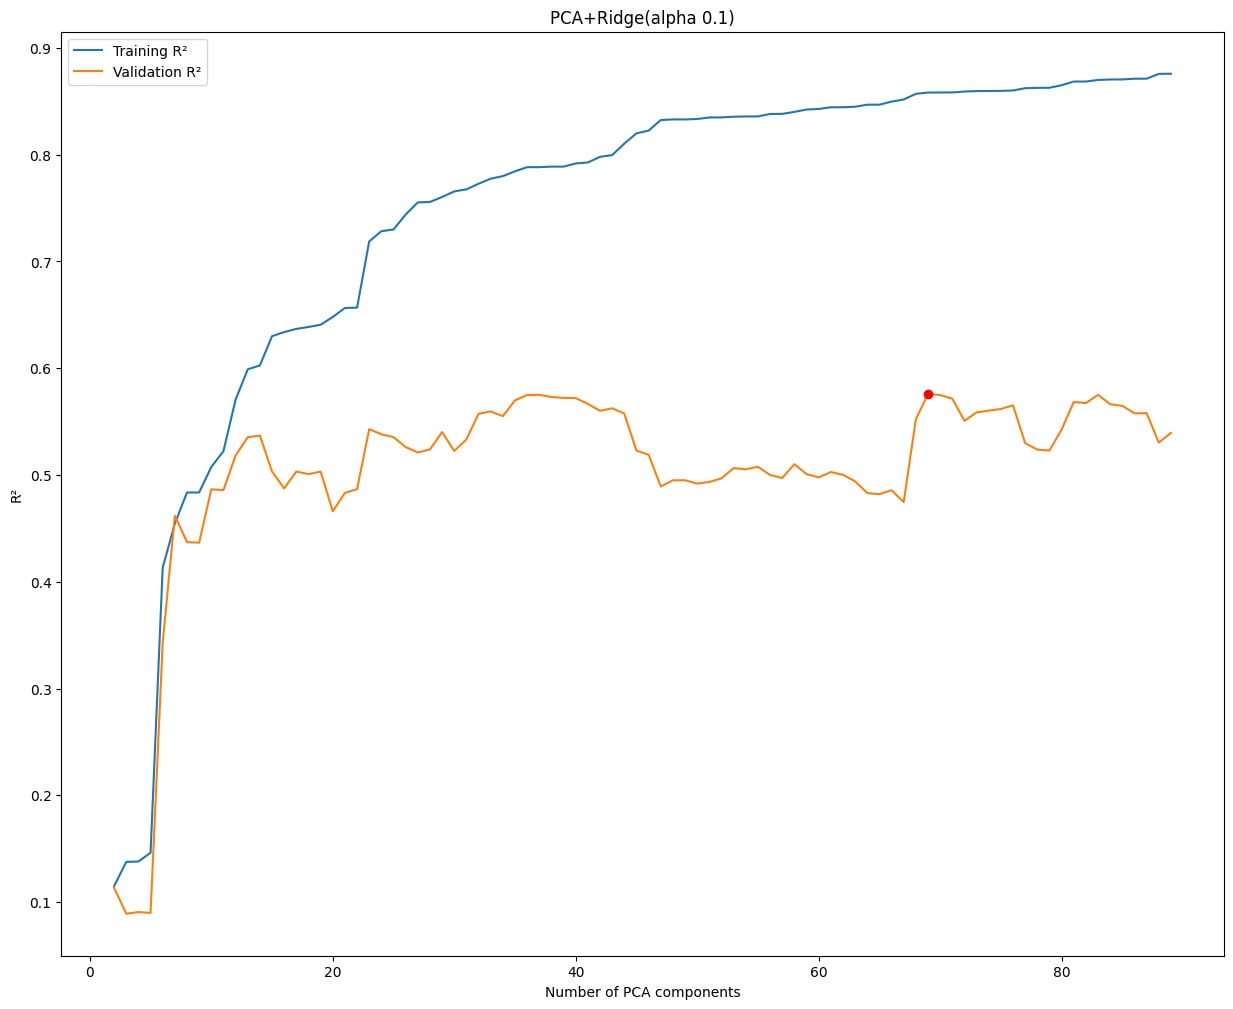 PCA+Ridge(alpha 0.1)
Training R²
Validation R²
R²
0.9
0.8
0.7
0.6
0.5
0.4
0.3
0.2
0.1
0 20 40 60 80
Number of PCA components